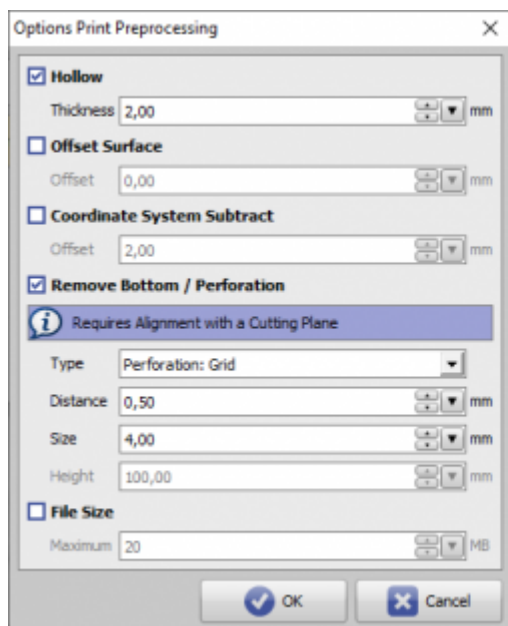 Options Print Preprocessing
Hollow
Thickness 2,00 mm
Offset Surface
Offset 0,00 mm
Coordinate System Subtract
Offset 2,00 mm
Remove Bottom / Perforation
Requires Alignment with a Cutting Plane
Type Perforation: Grid
Distance 0,50 mm
Size 4,00 mm
Height 100,00 mm
File Size
Maximum 20 MB
OK Cancel